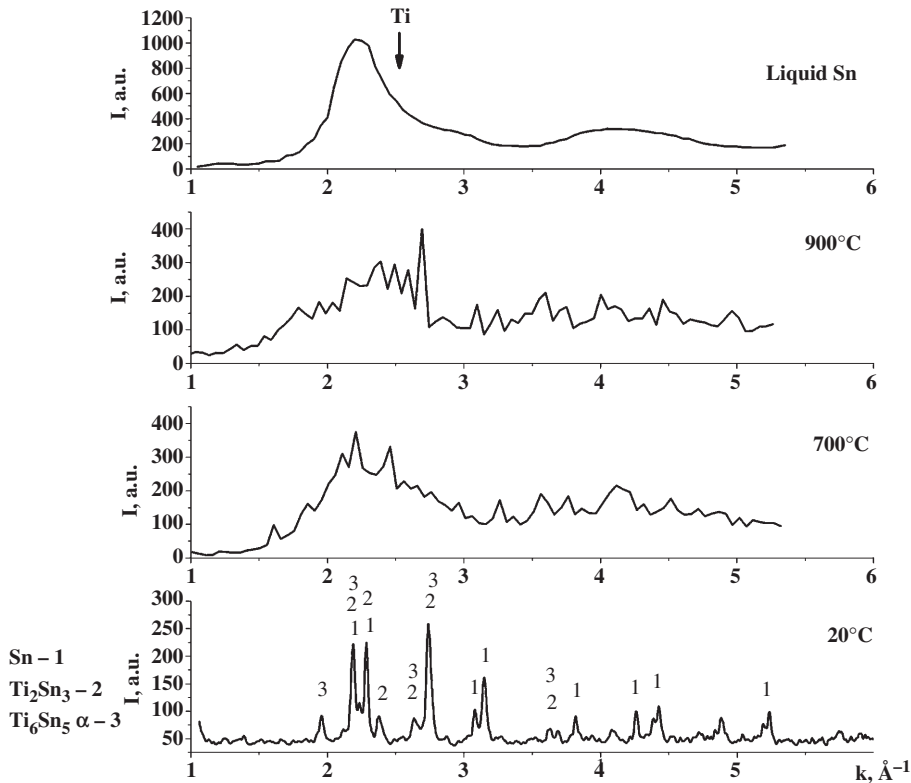 Ti
I, a.u.
1200
1000
800
600
400
200
0
Liquid Sn
1 2 3 4 5 6
I, a.u.
400
300
200
100
0
900°C
1 2 3 4 5 6
I, a.u.
400
300
200
100
0
700°C
1 2 3 4 5 6
Sn – 1
Ti₂Sn₃ – 2
Ti₆Sn₅ α – 3
I, a.u.
300
250
200
150
100
50
20°C
3
3
2
1
2
1
2
3
2
3
2
1
1
3
2
1
1
1
1
1 2 3 4 5 6
k, Å⁻¹